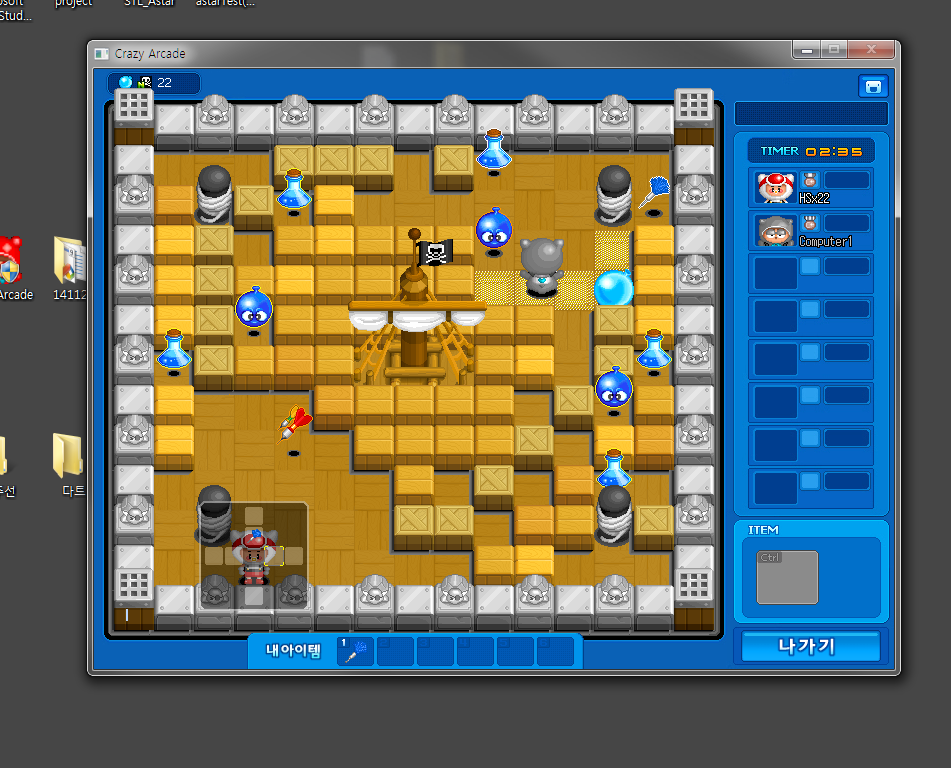 project
STL_Astar
astarTest(...
Stud...
Crazy Arcade
22
TIMER 02:35
HSx22
Computer1
Arcade
14112
다트
ITEM
Ctrl
1
내아이템
나가기